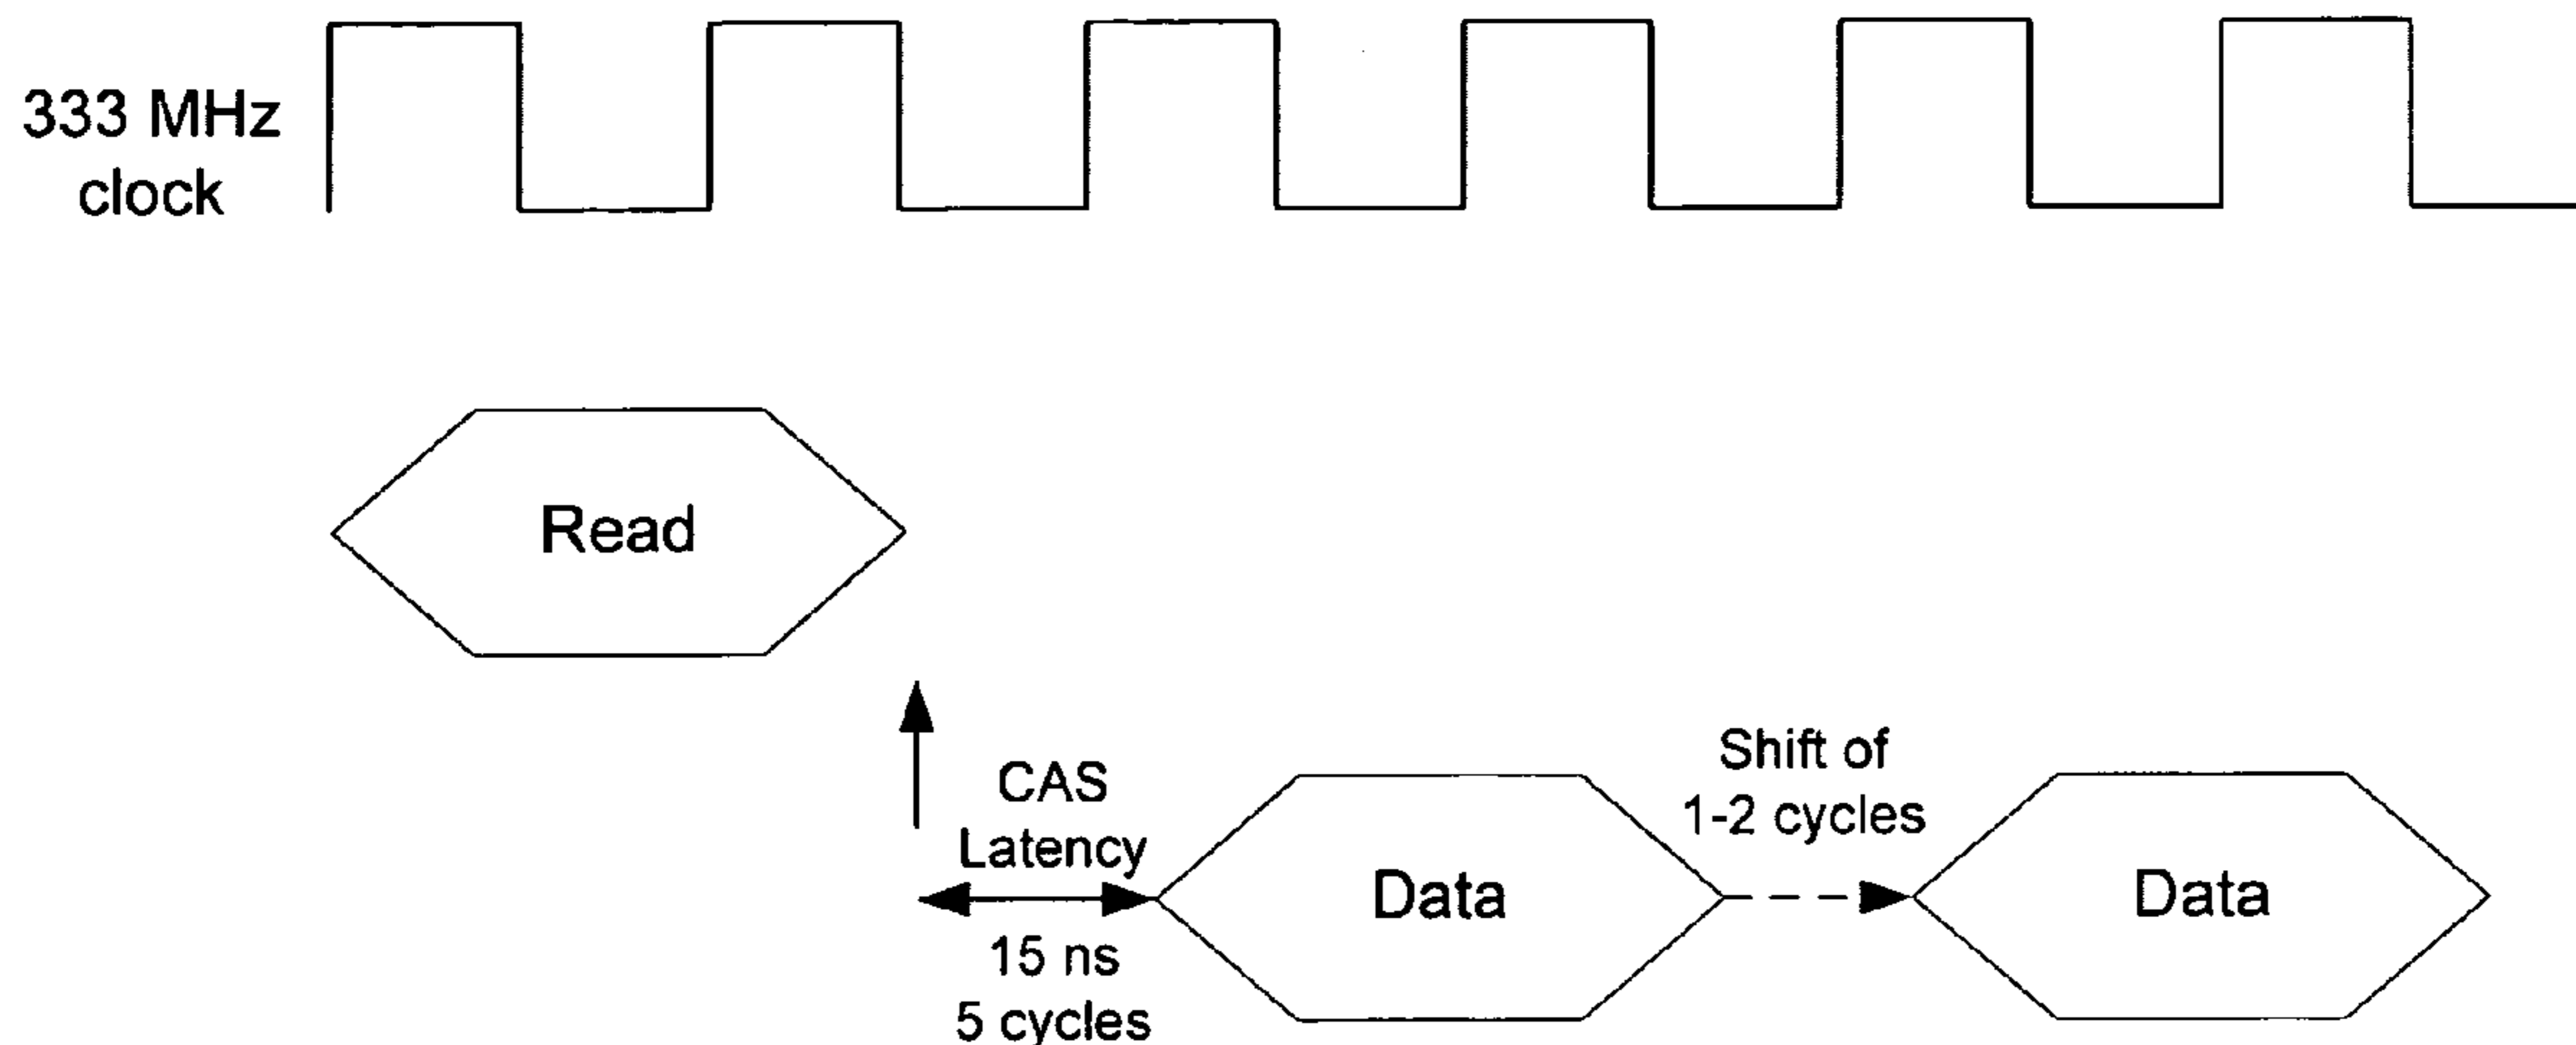 333 MHz
clock
Read
CAS
Latency
15 ns
5 cycles
Data
Shift of
1-2 cycles
Data